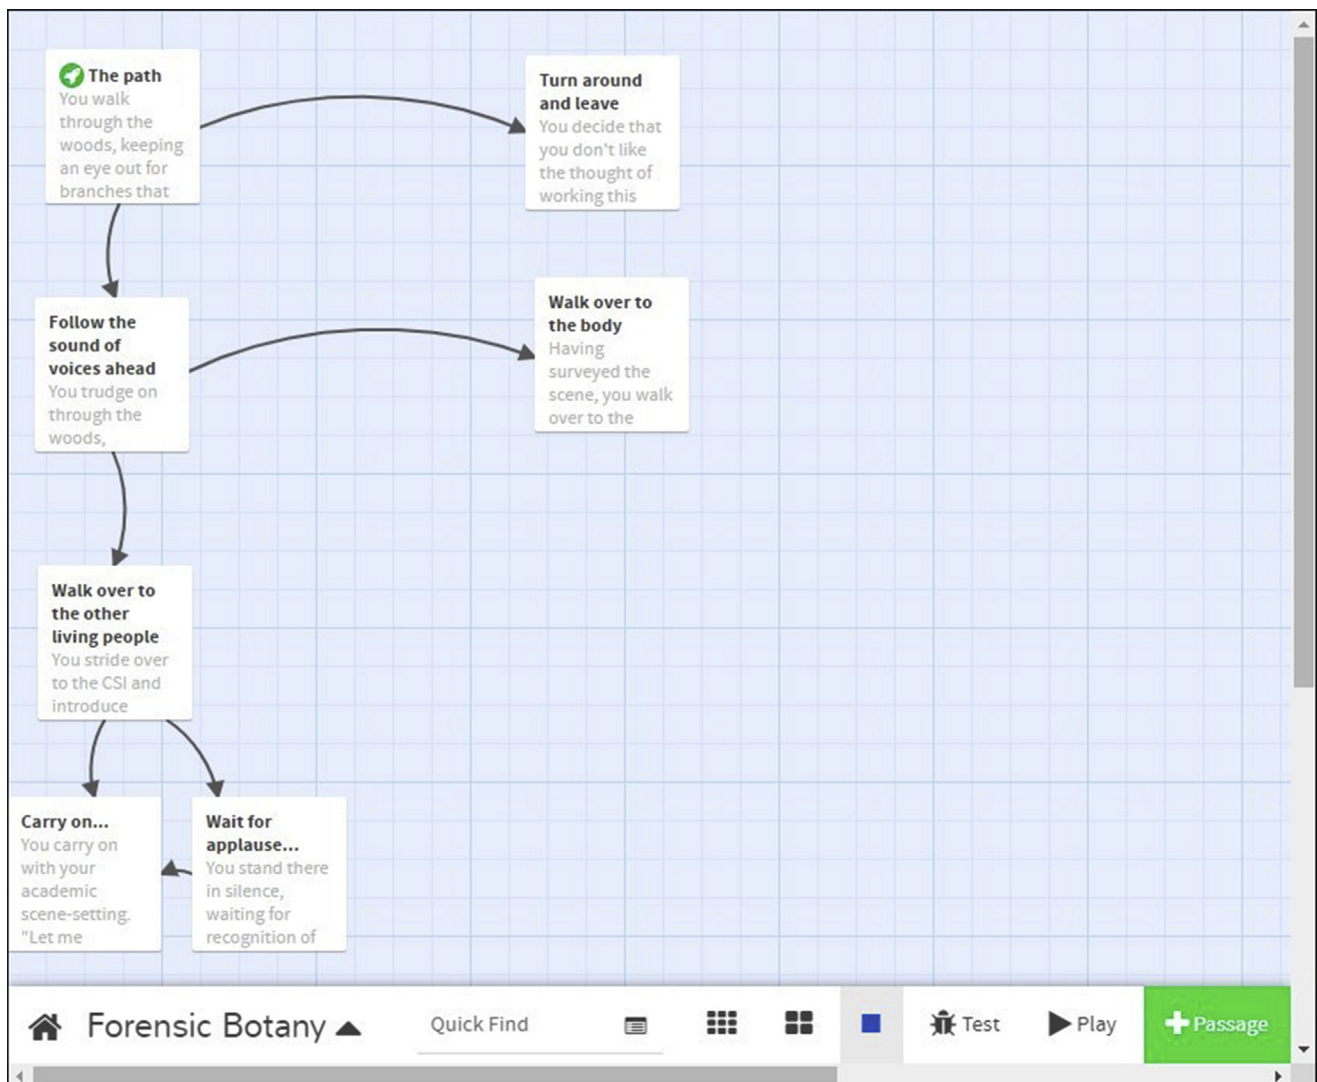 The path
You walk
through the
woods, keeping
an eye out for
branches that
Turn around
and leave
You decide that
you don't like
the thought of
working this
Follow the
sound of
voices ahead
You trudge on
through the
woods,
Walk over to
the body
Having
surveyed the
scene, you walk
over to the
Walk over to
the other
living people
You stride over
to the CSI and
introduce
Carry on...
You carry on
with your
academic
scene-setting.
"Let me
Wait for
applause...
You stand there
in silence,
waiting for
recognition of
Forensic Botany
Quick Find
Test
Play
Passage